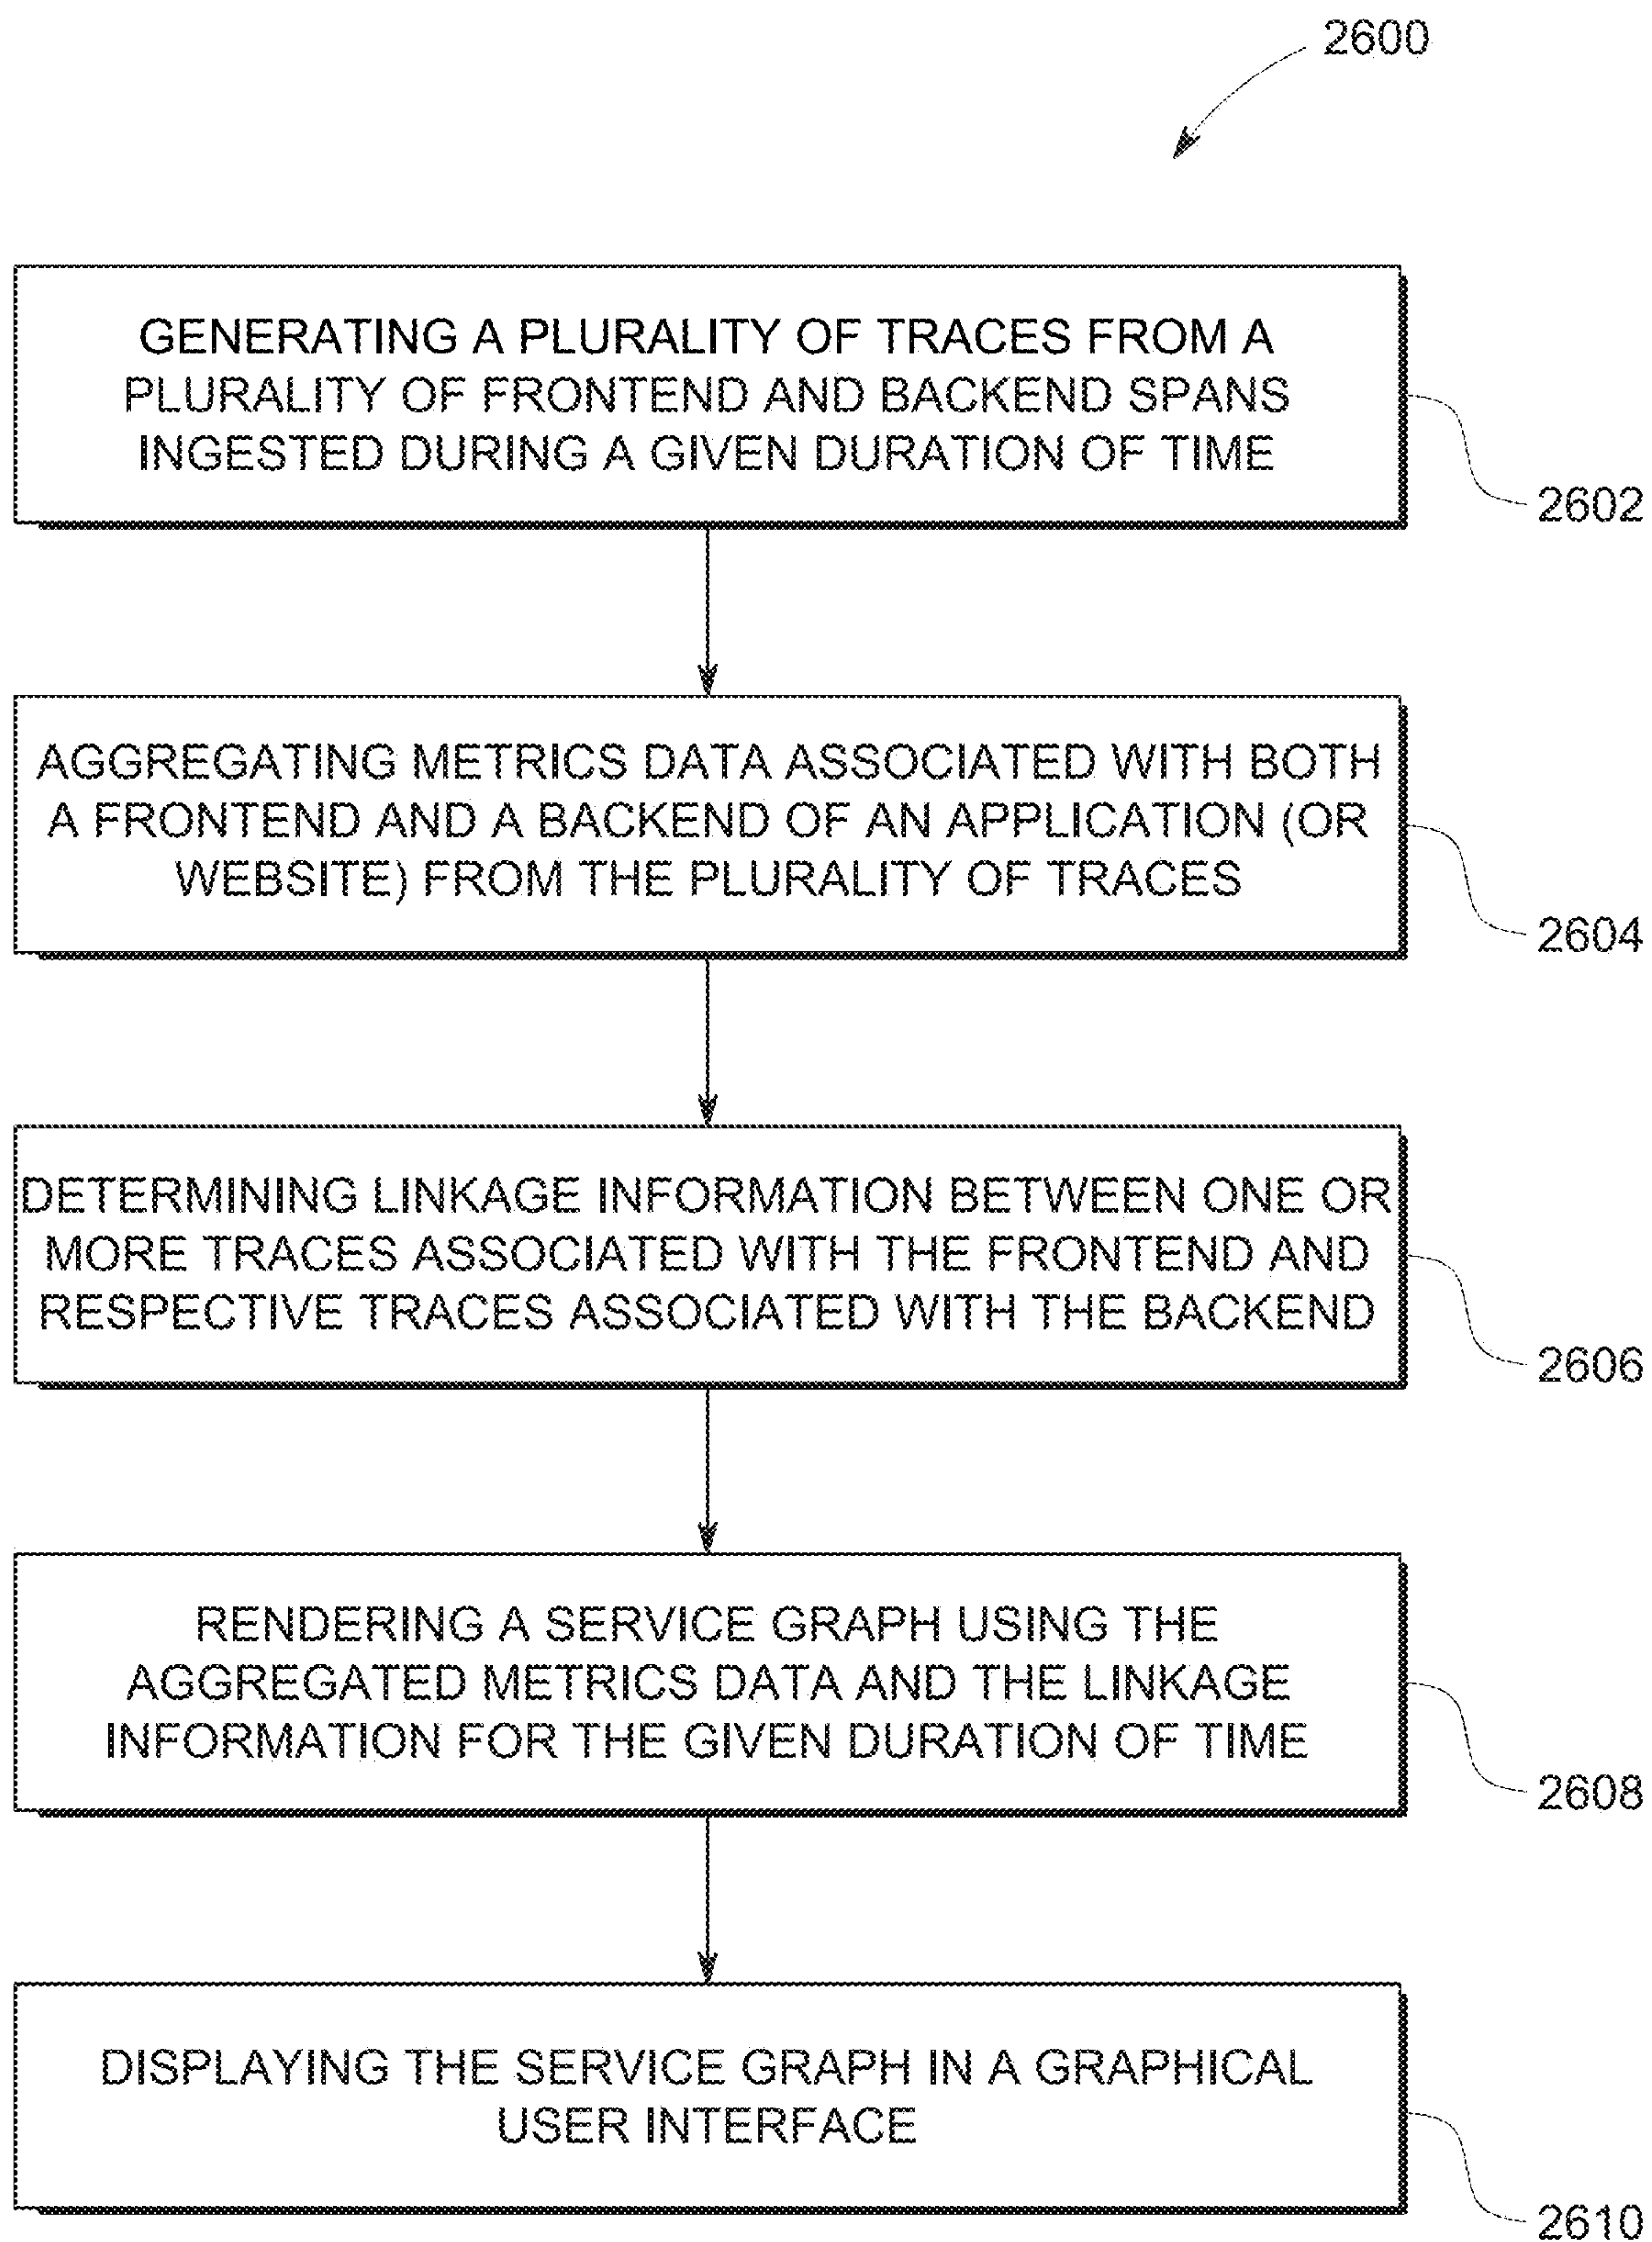 2600
GENERATING A PLURALITY OF TRACES FROM A
PLURALITY OF FRONTEND AND BACKEND SPANS
INGESTED DURING A GIVEN DURATION OF TIME
2602
AGGREGATING METRICS DATA ASSOCIATED WITH BOTH
A FRONTEND AND A BACKEND OF AN APPLICATION (OR
WEBSITE) FROM THE PLURALITY OF TRACES
2604
DETERMINING LINKAGE INFORMATION BETWEEN ONE OR
MORE TRACES ASSOCIATED WITH THE FRONTEND AND
RESPECTIVE TRACES ASSOCIATED WITH THE BACKEND
2606
RENDERING A SERVICE GRAPH USING THE
AGGREGATED METRICS DATA AND THE LINKAGE
INFORMATION FOR THE GIVEN DURATION OF TIME
2608
DISPLAYING THE SERVICE GRAPH IN A GRAPHICAL
USER INTERFACE
2610